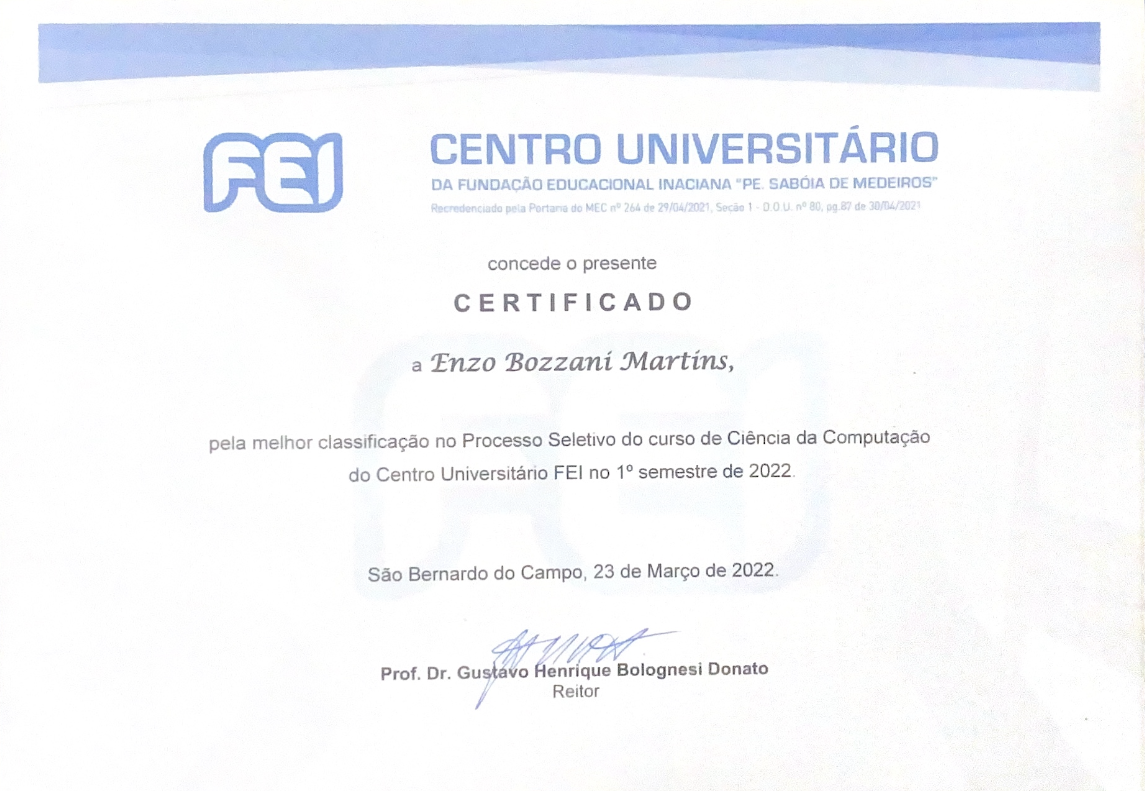 FEI
CENTRO UNIVERSITÁRIO
DA FUNDAÇÃO EDUCACIONAL INACIANA "PE. SABÓIA DE MEDEIROS"
Recredenciado pela Portaria do MEC nº 264 de 29/04/2021, Seção 1 - D.O.U. nº 80, pg.87 de 30/04/2021
concede o presente
CERTIFICADO
a Enzo Bozzani Martins,
pela melhor classificação no Processo Seletivo do curso de Ciência da Computação
do Centro Universitário FEI no 1º semestre de 2022.
São Bernardo do Campo, 23 de Março de 2022.
Prof. Dr. Gustavo Henrique Bolognesi Donato
Reitor